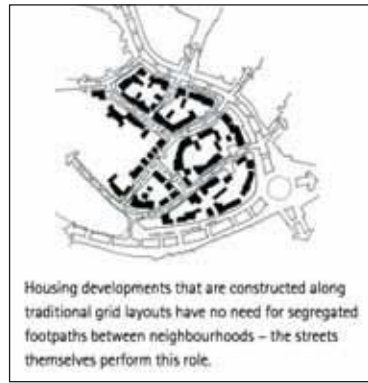 Housing developments that are constructed along
traditional grid layouts have no need for segregated
footpaths between neighbourhoods – the streets
themselves perform this role.